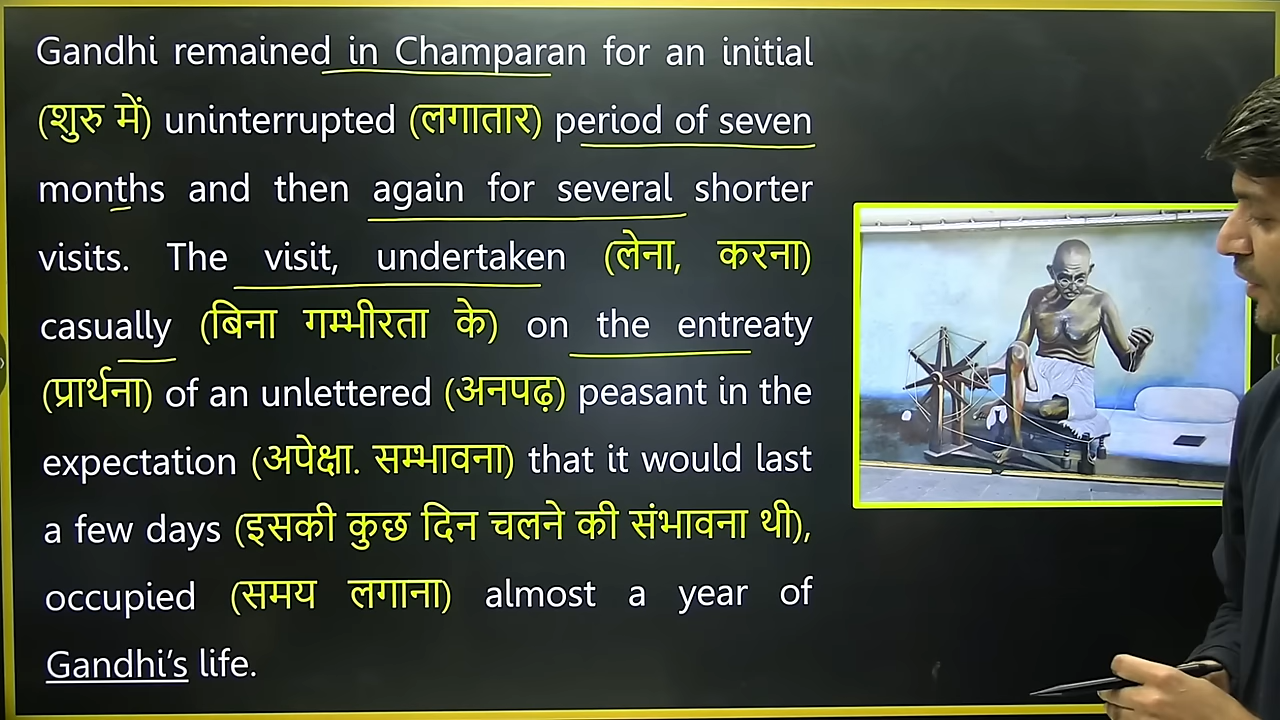 Gandhi remained in Champaran for an initial
(शुरु में) uninterrupted (लगातार) period of seven
months and then again for several shorter
visits. The visit, undertaken (लेना, करना)
casually (बिना गम्भीरता के) on the entreaty
(प्रार्थना) of an unlettered (अनपढ़) peasant in the
expectation (अपेक्षा. सम्भावना) that it would last
a few days (इसकी कुछ दिन चलने की संभावना थी),
occupied (समय लगाना) almost a year of
Gandhi’s life.